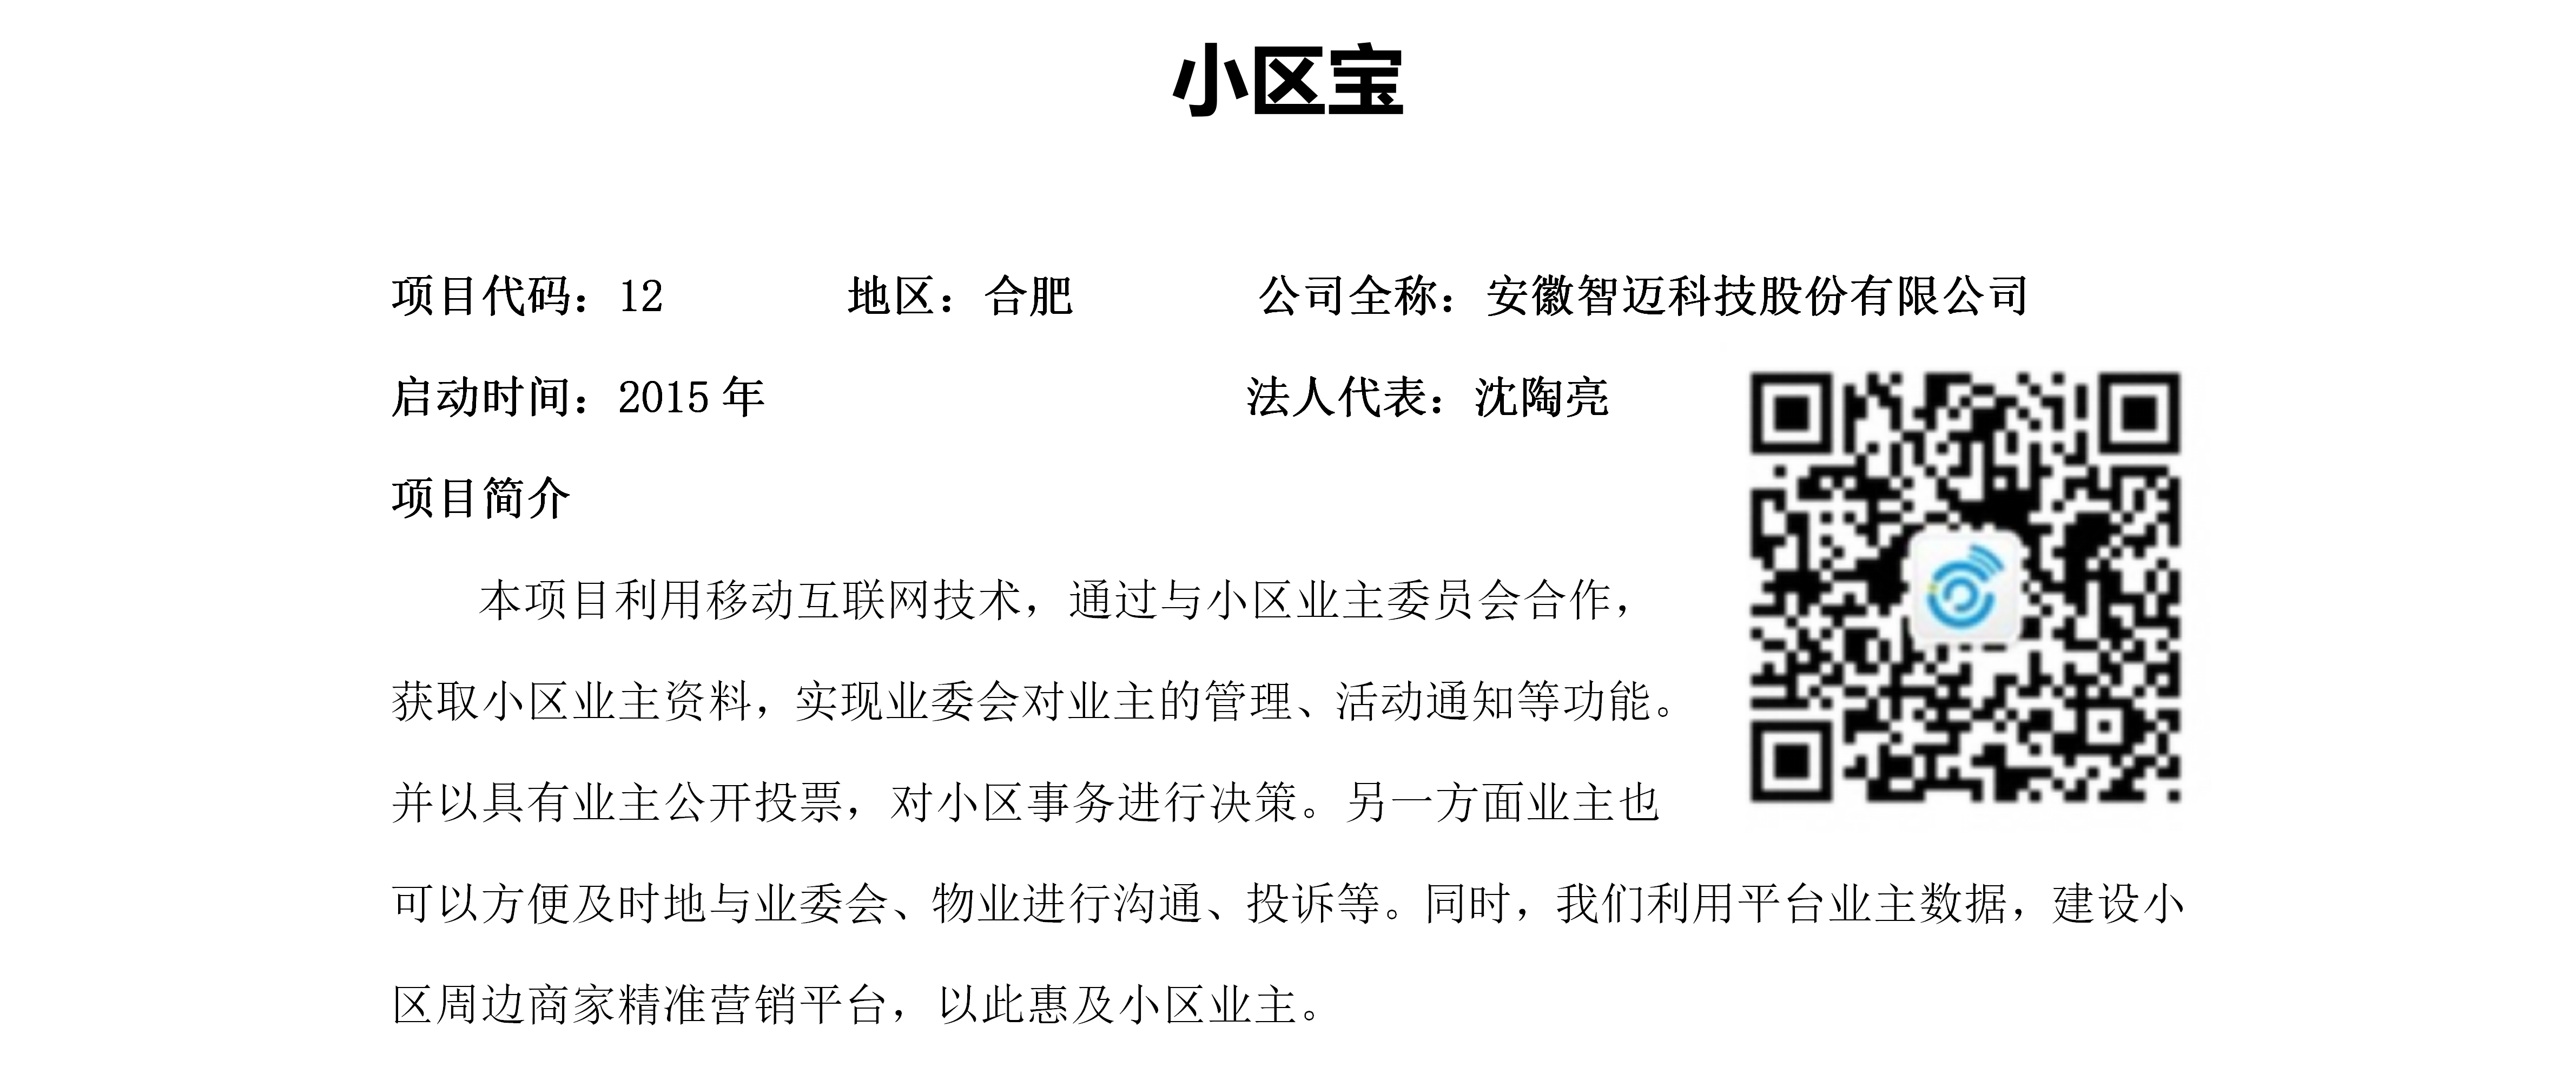 小区宝
项目代码：12 地区：合肥 公司全称：安徽智迈科技股份有限公司
启动时间：2015 年 法人代表：沈陶亮
项目简介
本项目利用移动互联网技术，通过与小区业主委员会合作，
获取小区业主资料，实现业委会对业主的管理、活动通知等功能。
并以具有业主公开投票，对小区事务进行决策。另一方面业主也
可以方便及时地与业委会、物业进行沟通、投诉等。同时，我们利用平台业主数据，建设小
区周边商家精准营销平台，以此惠及小区业主。